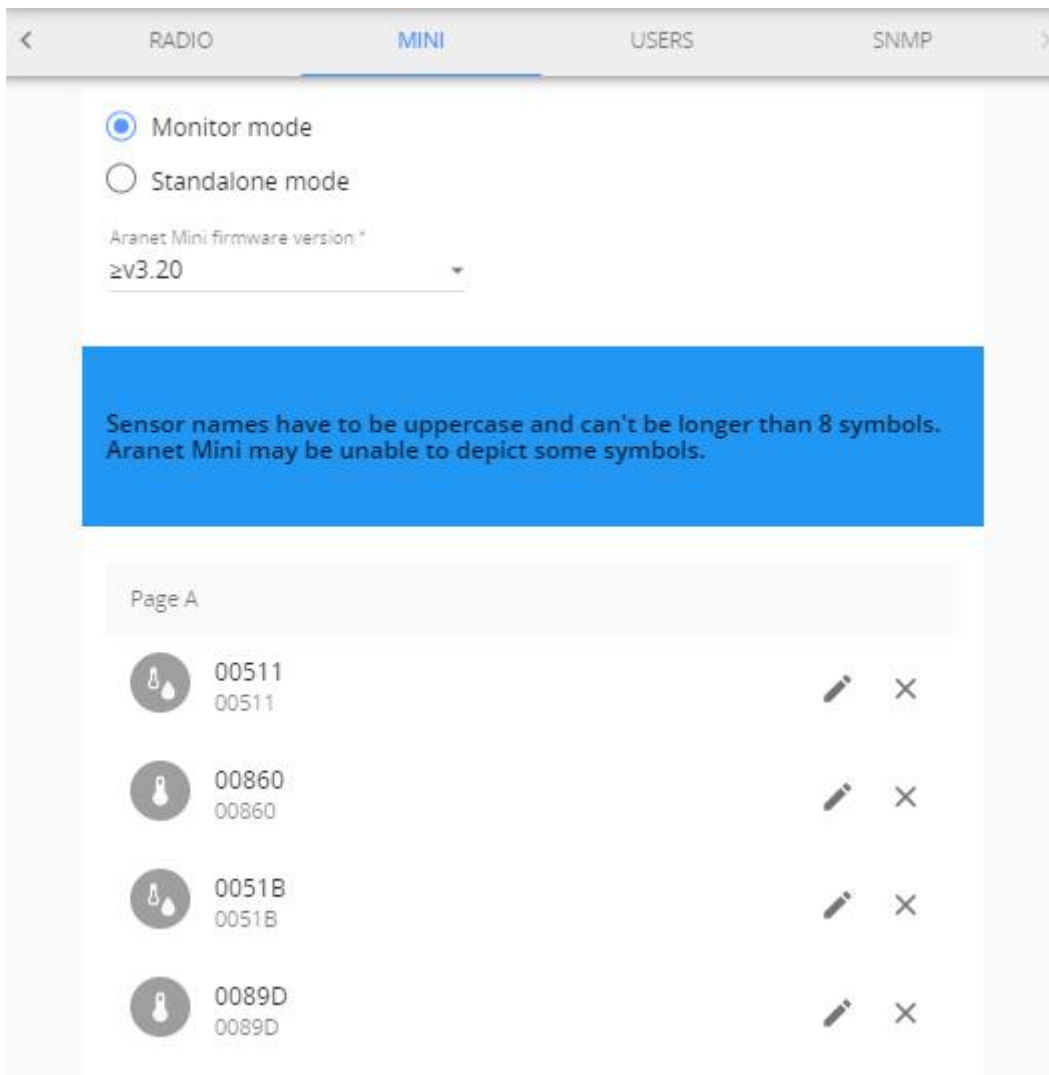 RADIO MINI USERS SNMP
Monitor mode
Standalone mode
Aranet Mini firmware version *
≥v3.20
Sensor names have to be uppercase and can't be longer than 8 symbols.
Aranet Mini may be unable to depict some symbols.
Page A
00511
00511
00860
00860
0051B
0051B
0089D
0089D